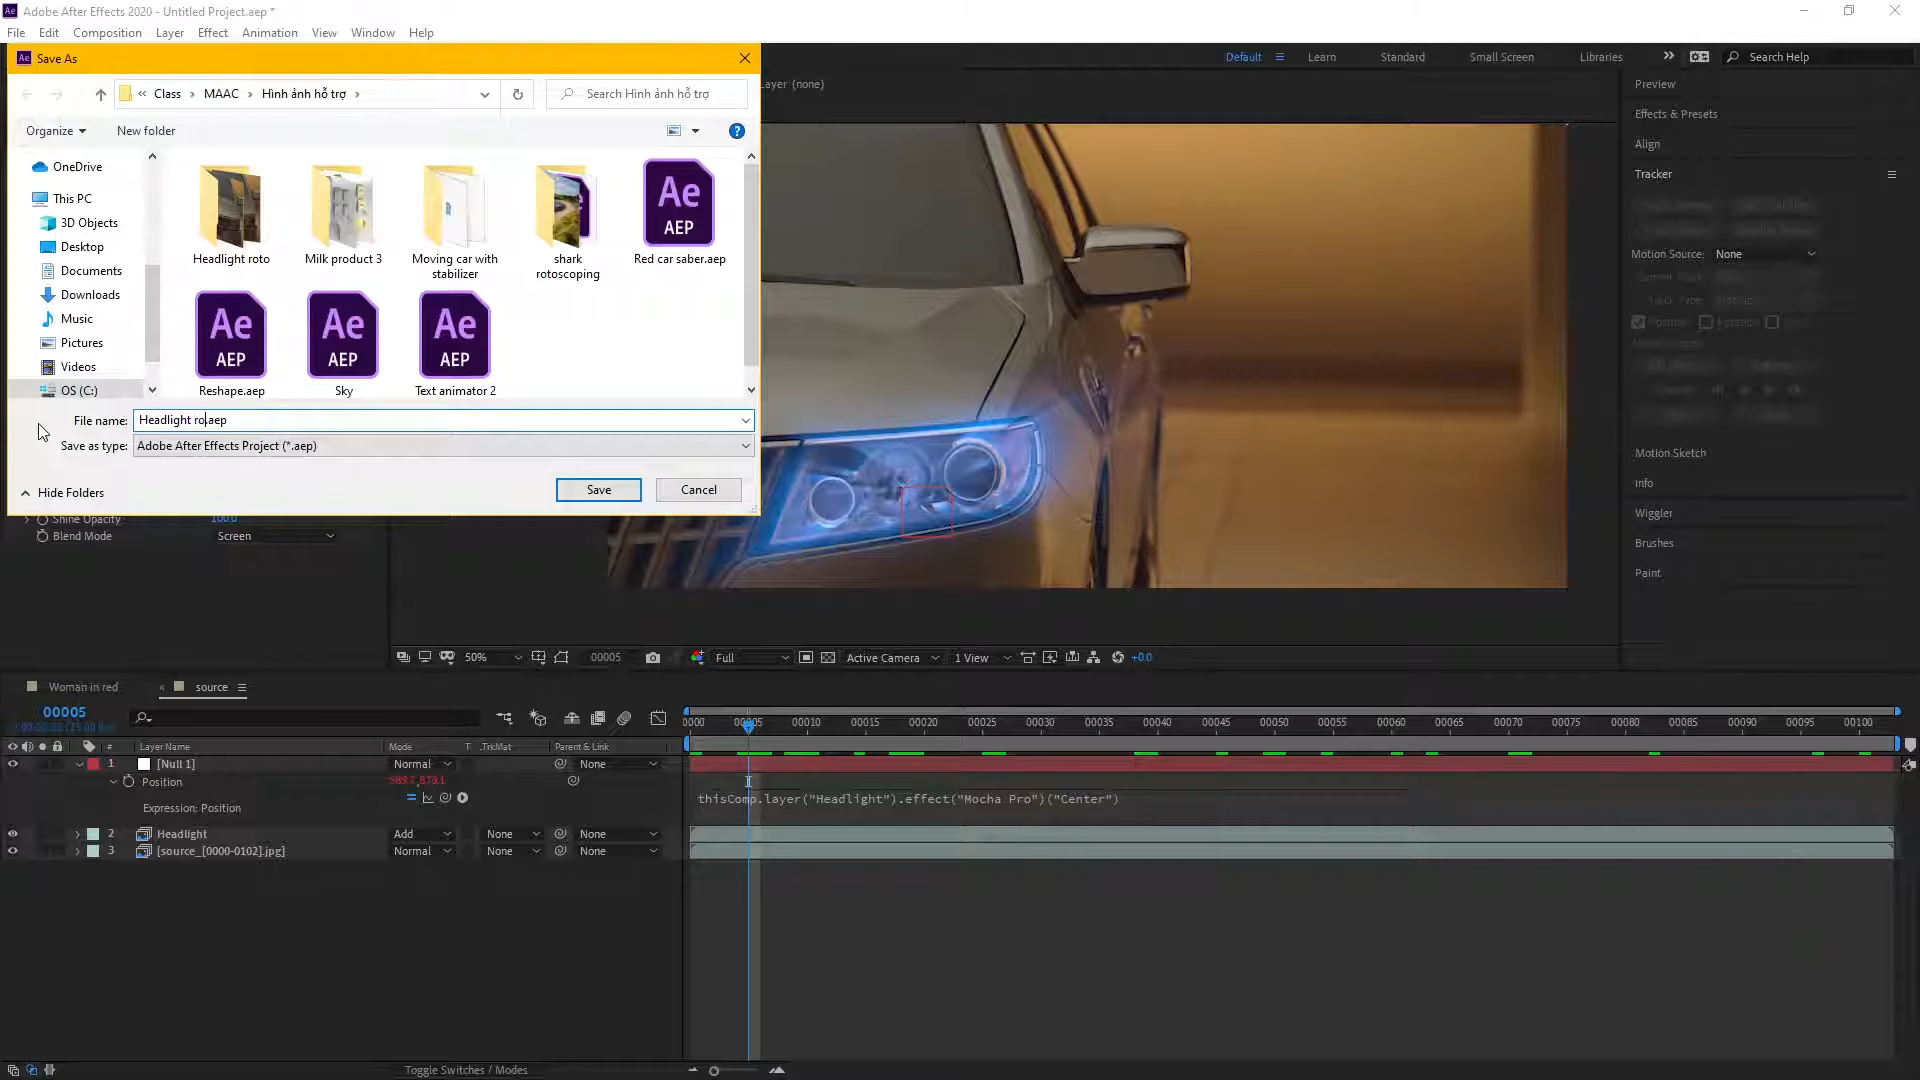 Adobe After Effects 2020 - Untitled Project.aep *
File Edit Composition Layer Effect Animation View Window Help
Default Learn Standard Small Screen Libraries Search Help
Save As
Class MAAC Hình ảnh hỗ trợ
Search Hình ảnh hỗ trợ
Layer (none)
Organize New folder
OneDrive
This PC
3D Objects
Desktop
Documents
Downloads
Music
Pictures
Videos
OS (C:)
Headlight roto
Milk product 3
Moving car with stabilizer
shark rotoscoping
Ae
AEP
Red car saber.aep
Ae
AEP
Reshape.aep
Ae
AEP
Sky
Ae
AEP
Text animator 2
File name: Headlight ro.aep
Save as type: Adobe After Effects Project (*.aep)
Hide Folders
Save Cancel
Shine Opacity 100.0
Blend Mode Screen
Preview
Effects & Presets
Align
Tracker
Motion Source: None
Motion Sketch
Info
Wiggler
Brushes
Paint
50% 00005 Full Active Camera 1 View +0.0
Woman in red source
00005
0000 00005 00010 00015 00020 00025 00030 00035 00040 00045 00050 00055 00060 00065 00070 00075 00080 00085 00090 00095 00100
# Layer Name Mode T .TrkMat Parent & Link
1 [Null 1] Normal None
Position
Expression: Position
thisComp.layer("Headlight").effect("Mocha Pro")("Center")
2 Headlight Add None None
3 [source_[0000-0102].jpg] Normal None None
Toggle Switches / Modes